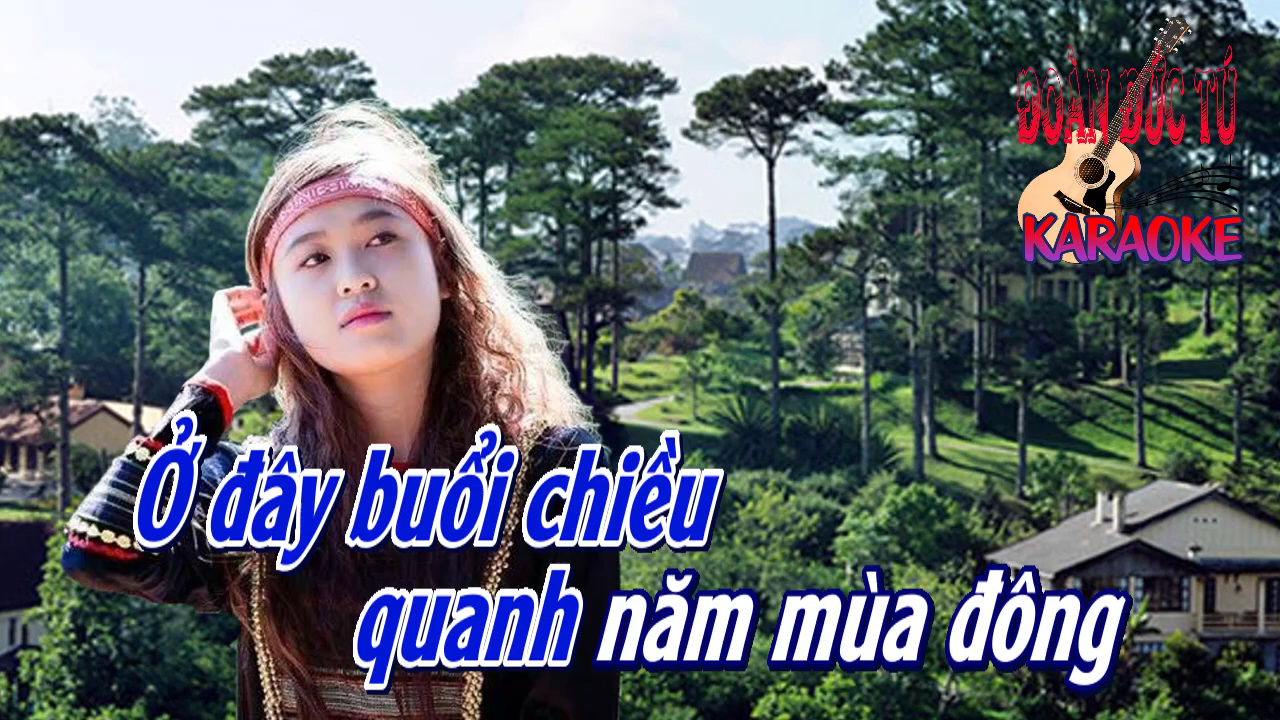 ĐOÀN ĐỨC TÚ
KARAOKE
Ở đây buổi chiều
quanh năm mùa đông